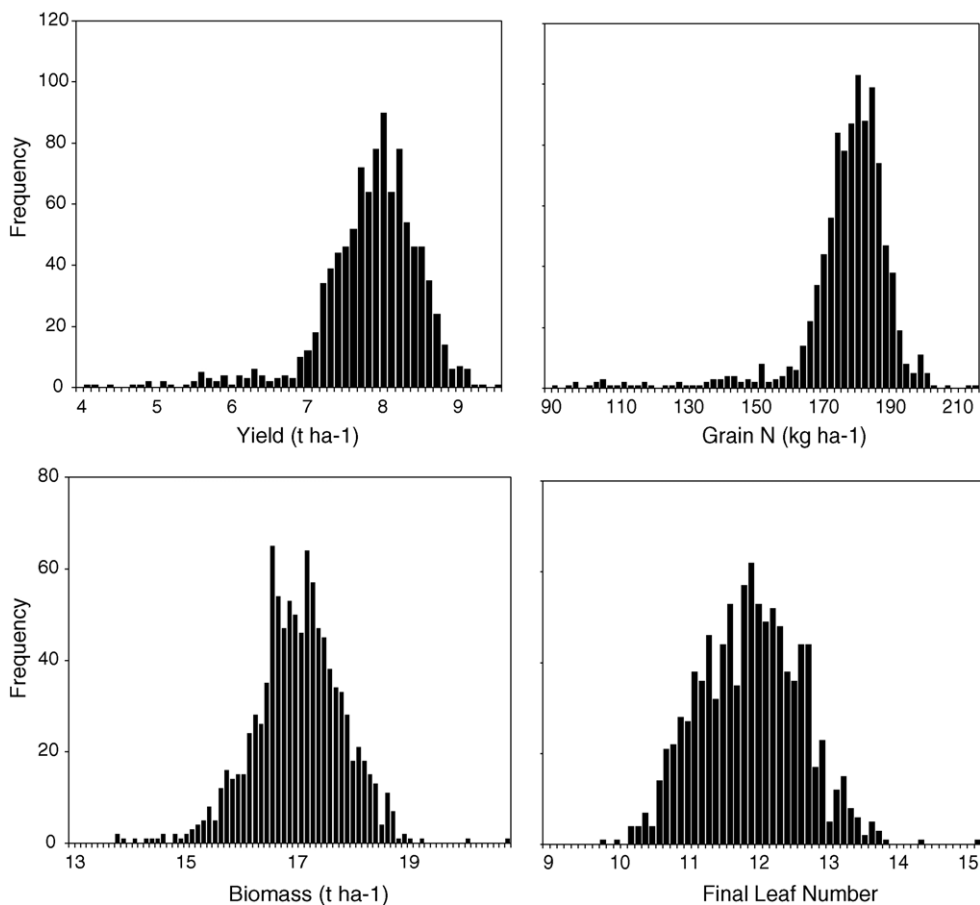 120
100
80
60
40
20
0
Frequency
4 5 6 7 8 9
Yield (t ha-1)
90 110 130 150 170 190 210
Grain N (kg ha-1)
80
60
40
20
0
Frequency
13 15 17 19
Biomass (t ha-1)
9 10 11 12 13 14 15
Final Leaf Number